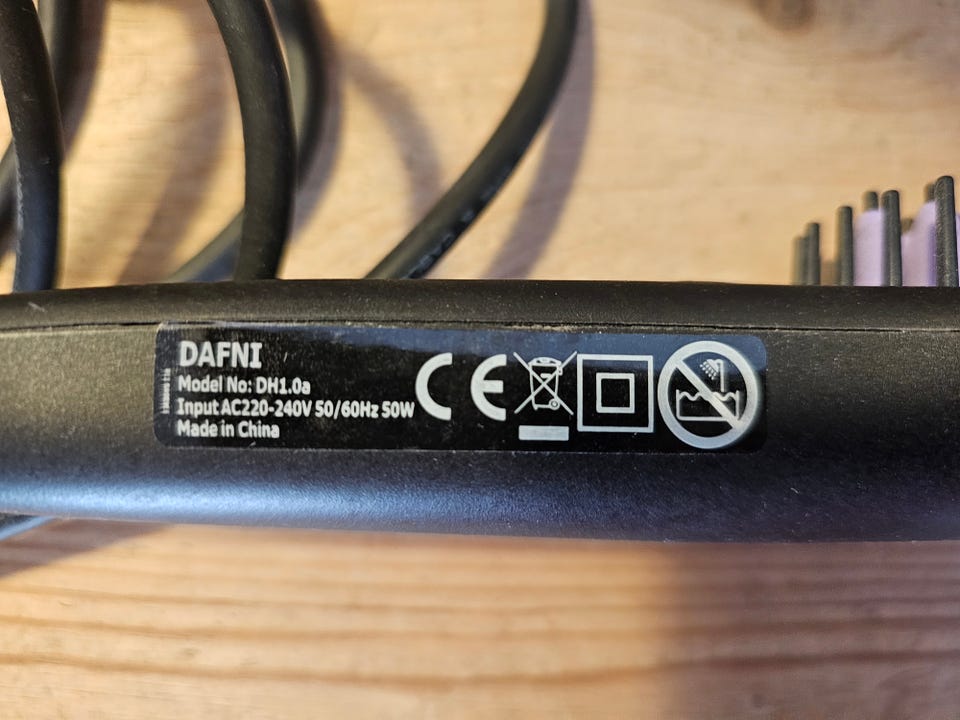 DAFNI
Model No: DH1.0a
Input AC220-240V 50/60Hz 50W
Made in China
CE